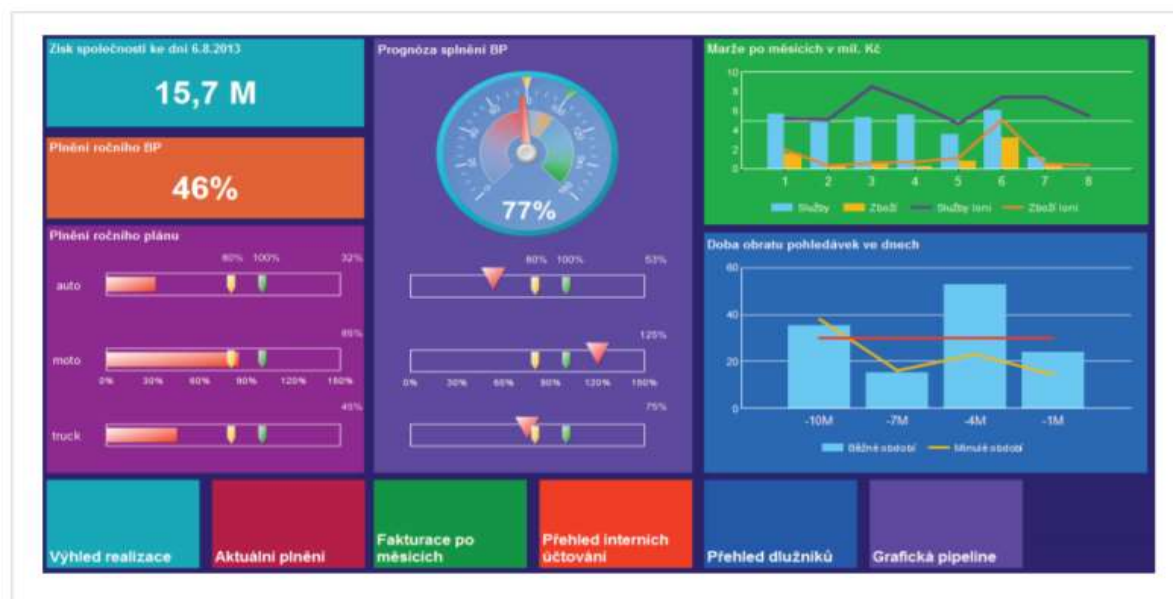 Zisk společnosti ke dni 6.8.2013
15,7 M
Plnění ročního BP
46%
Plnění ročního plánu
80% 100% 32%
auto
85%
moto
0% 30% 60% 90% 120% 150%
45%
truck
Prognóza splnění BP
77%
80% 100% 53%
125%
0% 30% 60% 90% 120% 150%
75%
Marže po měsících v mil. Kč
10
8
6
4
2
0
1 2 3 4 5 6 7 8
Služby Zboží Služby loni Zboží loni
Doba obratu pohledávek ve dnech
60
40
20
0
-10M -7M -4M -1M
Běžné období Minulé období
Výhled realizace
Aktuální plnění
Fakturace po
měsících
Přehled interních
účtování
Přehled dlužníků
Grafická pipeline